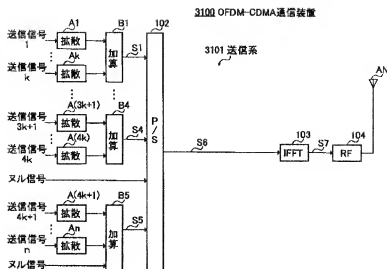 3100 OFDM-CDMA通信装置
3101 送信系
送信信号 1
A1
拡散
送信信号 k
Ak
拡散
B1
加算
S1
102
P/S
送信信号 3k+1
A(3k+1)
拡散
送信信号 4k
A(4k)
拡散
B4
加算
S4
ヌル信号
送信信号 4k+1
A(4k+1)
拡散
送信信号 n
An
拡散
ヌル信号
B5
加算
S5
S6
103
IFFT
S7
104
RF
AN